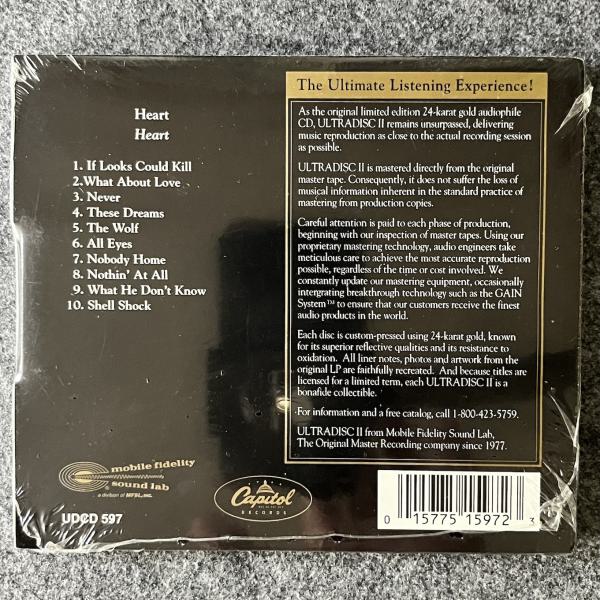 Heart
Heart
1. If Looks Could Kill
2.What About Love
3. Never
4. These Dreams
5. The Wolf
6. All Eyes
7. Nobody Home
8. Nothin' At All
9. What He Don't Know
10. Shell Shock
The Ultimate Listening Experience!
As the original limited edition 24-karat gold audiophile
CD, ULTRADISC II remains unsurpassed, delivering
music reproduction as close to the actual recording session
as possible.
ULTRADISC II is mastered directly from the original
master tape. Consequently, it does not suffer the loss of
musical information inherent in the standard practice of
mastering from production copies.
Careful attention is paid to each phase of production,
beginning with our inspection of master tapes. Using our
proprietary mastering technology, audio engineers take
meticulous care to achieve the most accurate reproduction
possible, regardless of the time or cost involved. We
constantly update our mastering equipment, occasionally
intergrating breakthrough technology such as the GAIN
System™ to ensure that our customers receive the finest
audio products in the world.
Each disc is custom-pressed using 24-karat gold, known
for its superior reflective qualities and its resistance to
oxidation. All liner notes, photos and artwork from the
original LP are faithfully recreated. And because titles are
licensed for a limited term, each ULTRADISC II is a
bonafide collectible.
For information and a free catalog, call 1-800-423-5759.
ULTRADISC II from Mobile Fidelity Sound Lab,
The Original Master Recording company since 1977.
mobile fidelity
sound lab
a division of MFSL, INC.
UDCD 597
Capitol
RECORDS
0 15775 15972 3